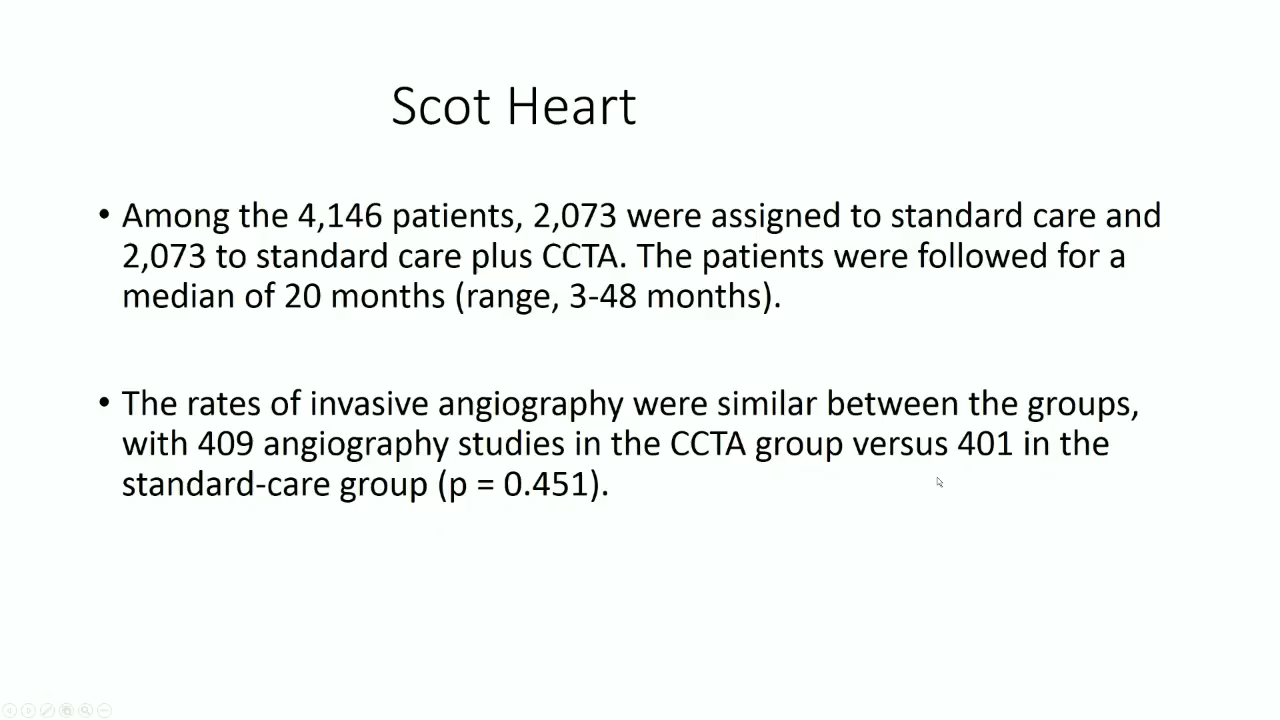 Scot Heart
• Among the 4,146 patients, 2,073 were assigned to standard care and
2,073 to standard care plus CCTA. The patients were followed for a
median of 20 months (range, 3-48 months).
• The rates of invasive angiography were similar between the groups,
with 409 angiography studies in the CCTA group versus 401 in the
standard-care group (p = 0.451).